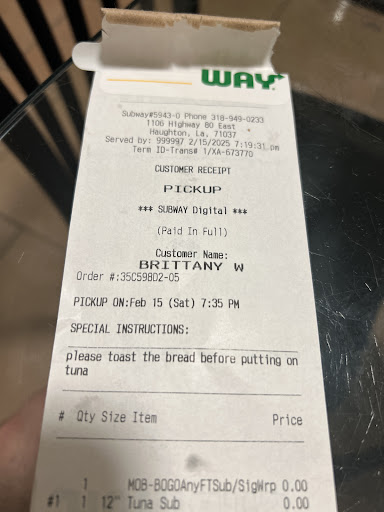 WAY
Subway#5943-0 Phone 318-949-0233
1106 Highway 80 East
Haughton, La, 71037
Served by: 999997 2/15/2025 7:19:31 pm
Term ID-Trans# 1/XA-673770
CUSTOMER RECEIPT
PICKUP
*** SUBWAY Digital ***
(Paid In Full)
Customer Name:
BRITTANY W
Order #:35C598D2-05
PICKUP ON:Feb 15 (Sat) 7:35 PM
SPECIAL INSTRUCTIONS:
please toast the bread before putting on
tuna
# Qty Size Item Price
1 MOB-BOGOAnyFTSub/SigWrp 0.00
#1 1 12" Tuna Sub 0.00